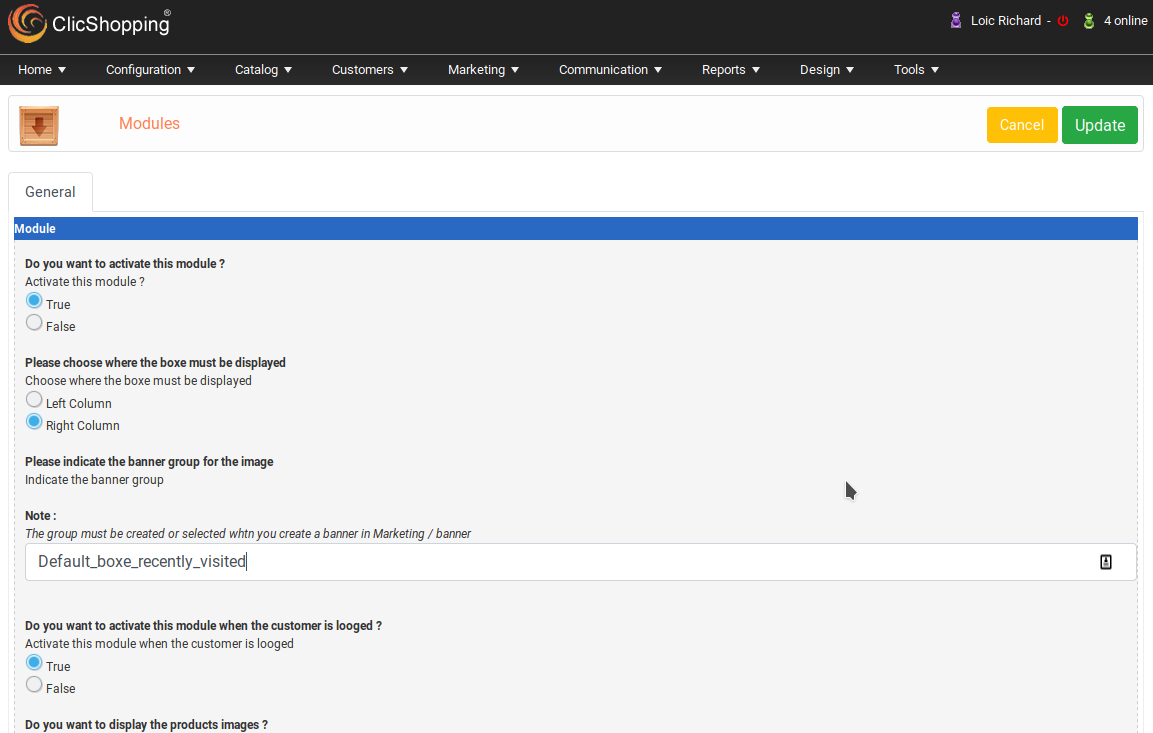 ClicShopping®
Loic Richard - 4 online
Home Configuration Catalog Customers Marketing Communication Reports Design Tools
Modules
Cancel Update
General
Module
Do you want to activate this module ?
Activate this module ?
True
False
Please choose where the boxe must be displayed
Choose where the boxe must be displayed
Left Column
Right Column
Please indicate the banner group for the image
Indicate the banner group
Note :
The group must be created or selected whtn you create a banner in Marketing / banner
Default_boxe_recently_visited
Do you want to activate this module when the customer is looged ?
Activate this module when the customer is looged
True
False
Do you want to display the products images ?